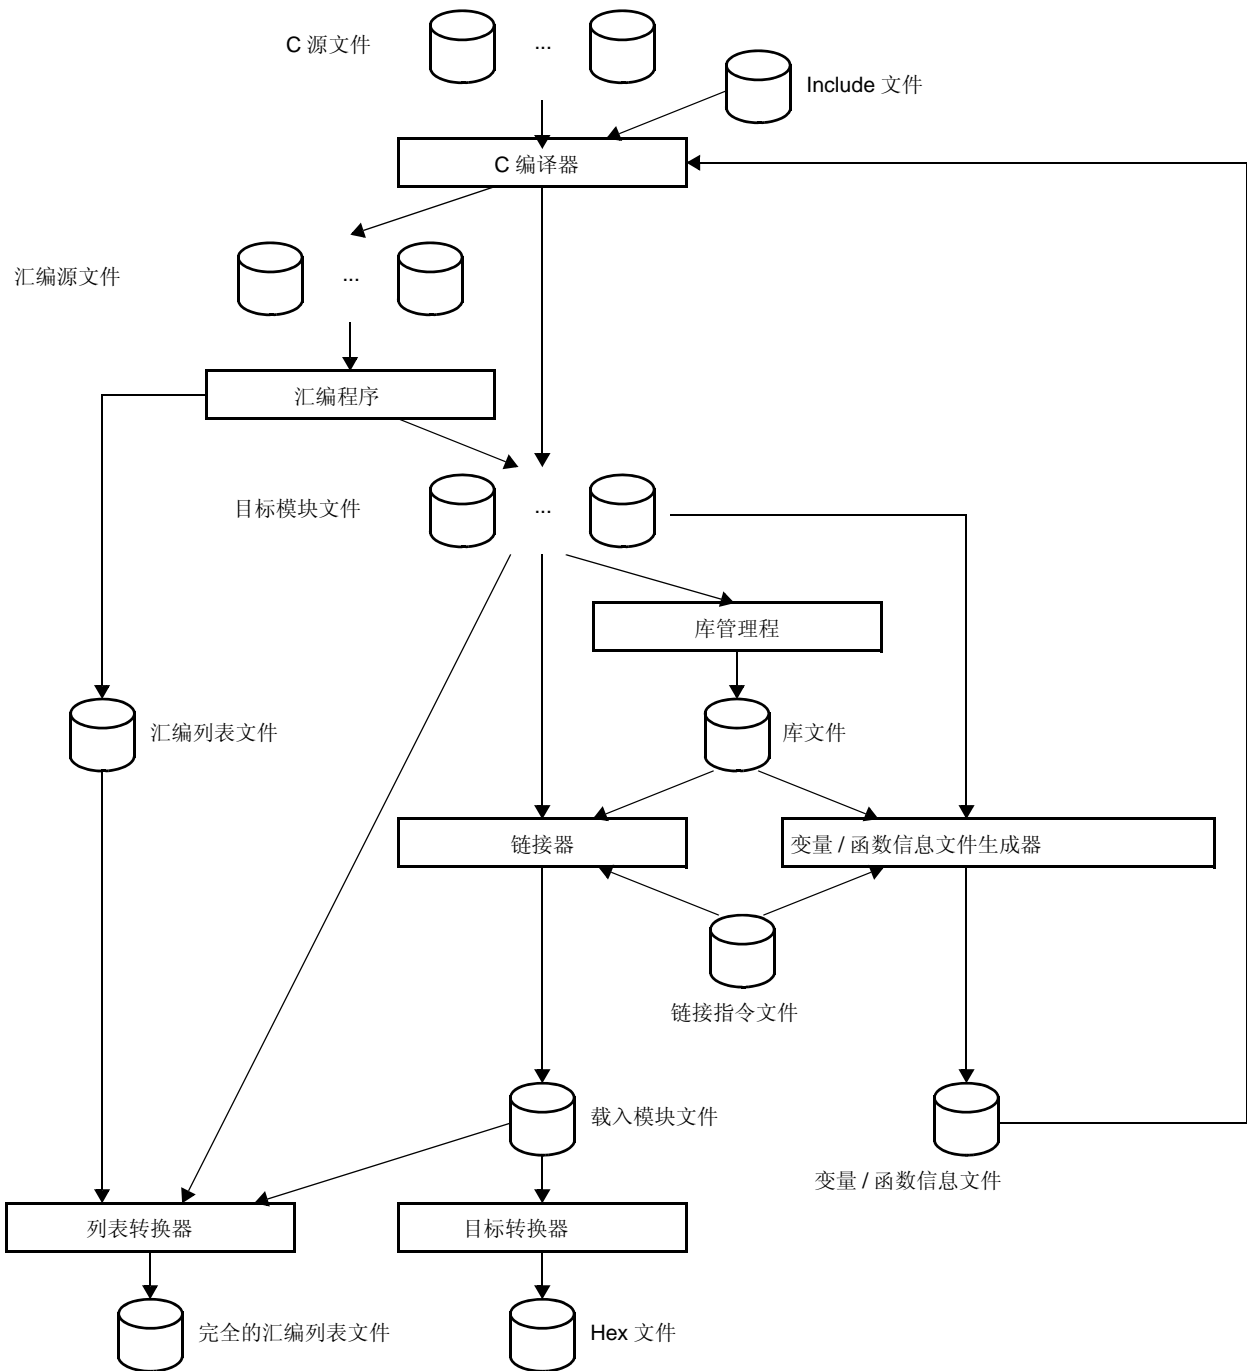 C 源文件
...
Include 文件
C 编译器
汇编源文件
...
汇编程序
目标模块文件
...
库管理程
汇编列表文件
库文件
链接器
变量 / 函数信息文件生成器
链接指令文件
载入模块文件
变量 / 函数信息文件
列表转换器
目标转换器
完全的汇编列表文件
Hex 文件